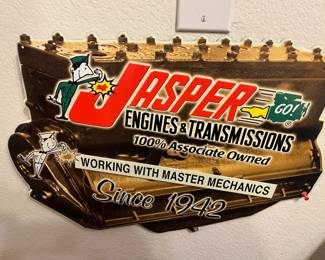 JASPER
GO!
ENGINES & TRANSMISSIONS
100% Associate Owned
WORKING WITH MASTER MECHANICS
Since 1942